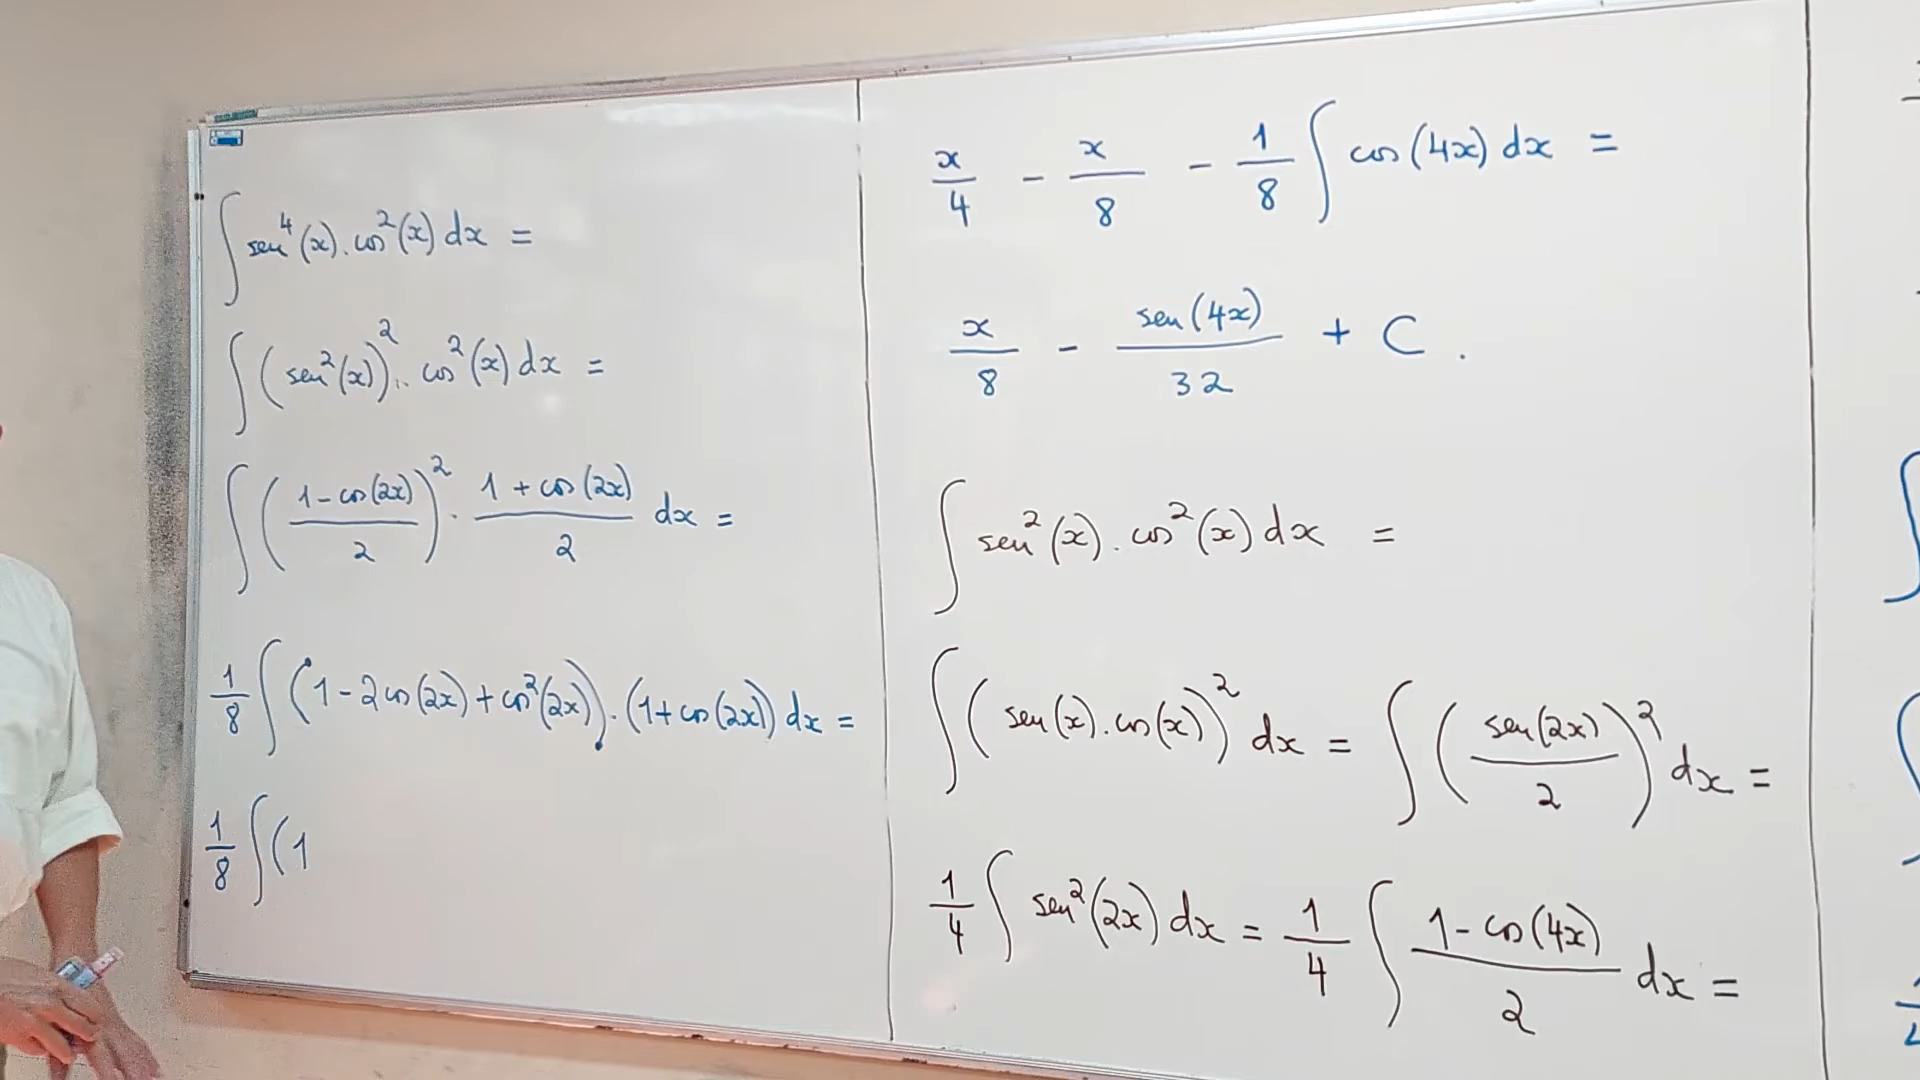 ∫ sen⁴(x) . cos²(x) dx =
∫ (sen²(x))² . cos²(x) dx =
∫ ((1 - cos(2x))/2)² . (1 + cos(2x))/2 dx =
1/8 ∫ (1 - 2cos(2x) + cos²(2x)) . (1 + cos(2x)) dx =
1/8 ∫ (1
x/4 - x/8 - 1/8 ∫ cos(4x) dx =
x/8 - sen(4x)/32 + C .
∫ sen²(x) . cos²(x) dx =
∫ (sen(x) . cos(x))² dx = ∫ (sen(2x)/2)² dx =
1/4 ∫ sen²(2x) dx = 1/4 ∫ (1 - cos(4x))/2 dx =